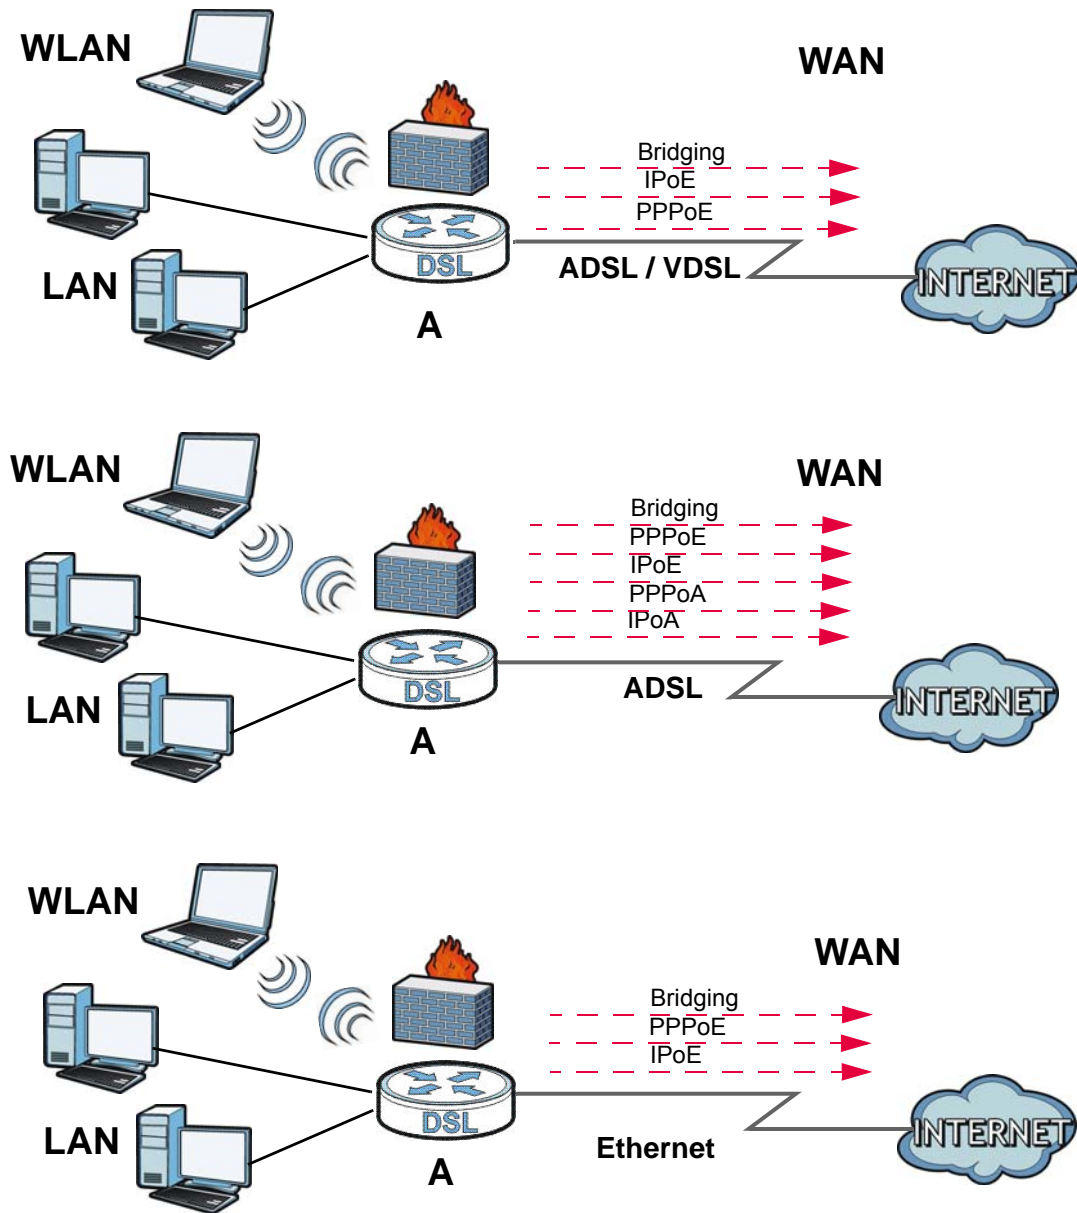 WLAN
WAN
Bridging
IPoE
PPPoE
LAN
DSL
ADSL / VDSL
INTERNET
A
WLAN
WAN
Bridging
PPPoE
IPoE
PPPoA
IPoA
LAN
DSL
ADSL
INTERNET
A
WLAN
WAN
Bridging
PPPoE
IPoE
LAN
DSL
Ethernet
INTERNET
A